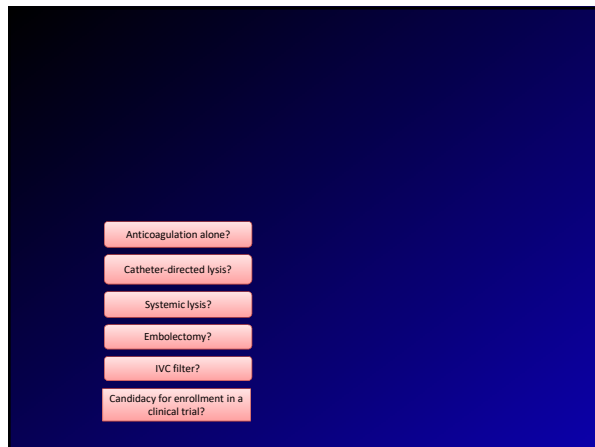 Anticoagulation alone?
Catheter-directed lysis?
Systemic lysis?
Embolectomy?
IVC filter?
Candidacy for enrollment in a
clinical trial?